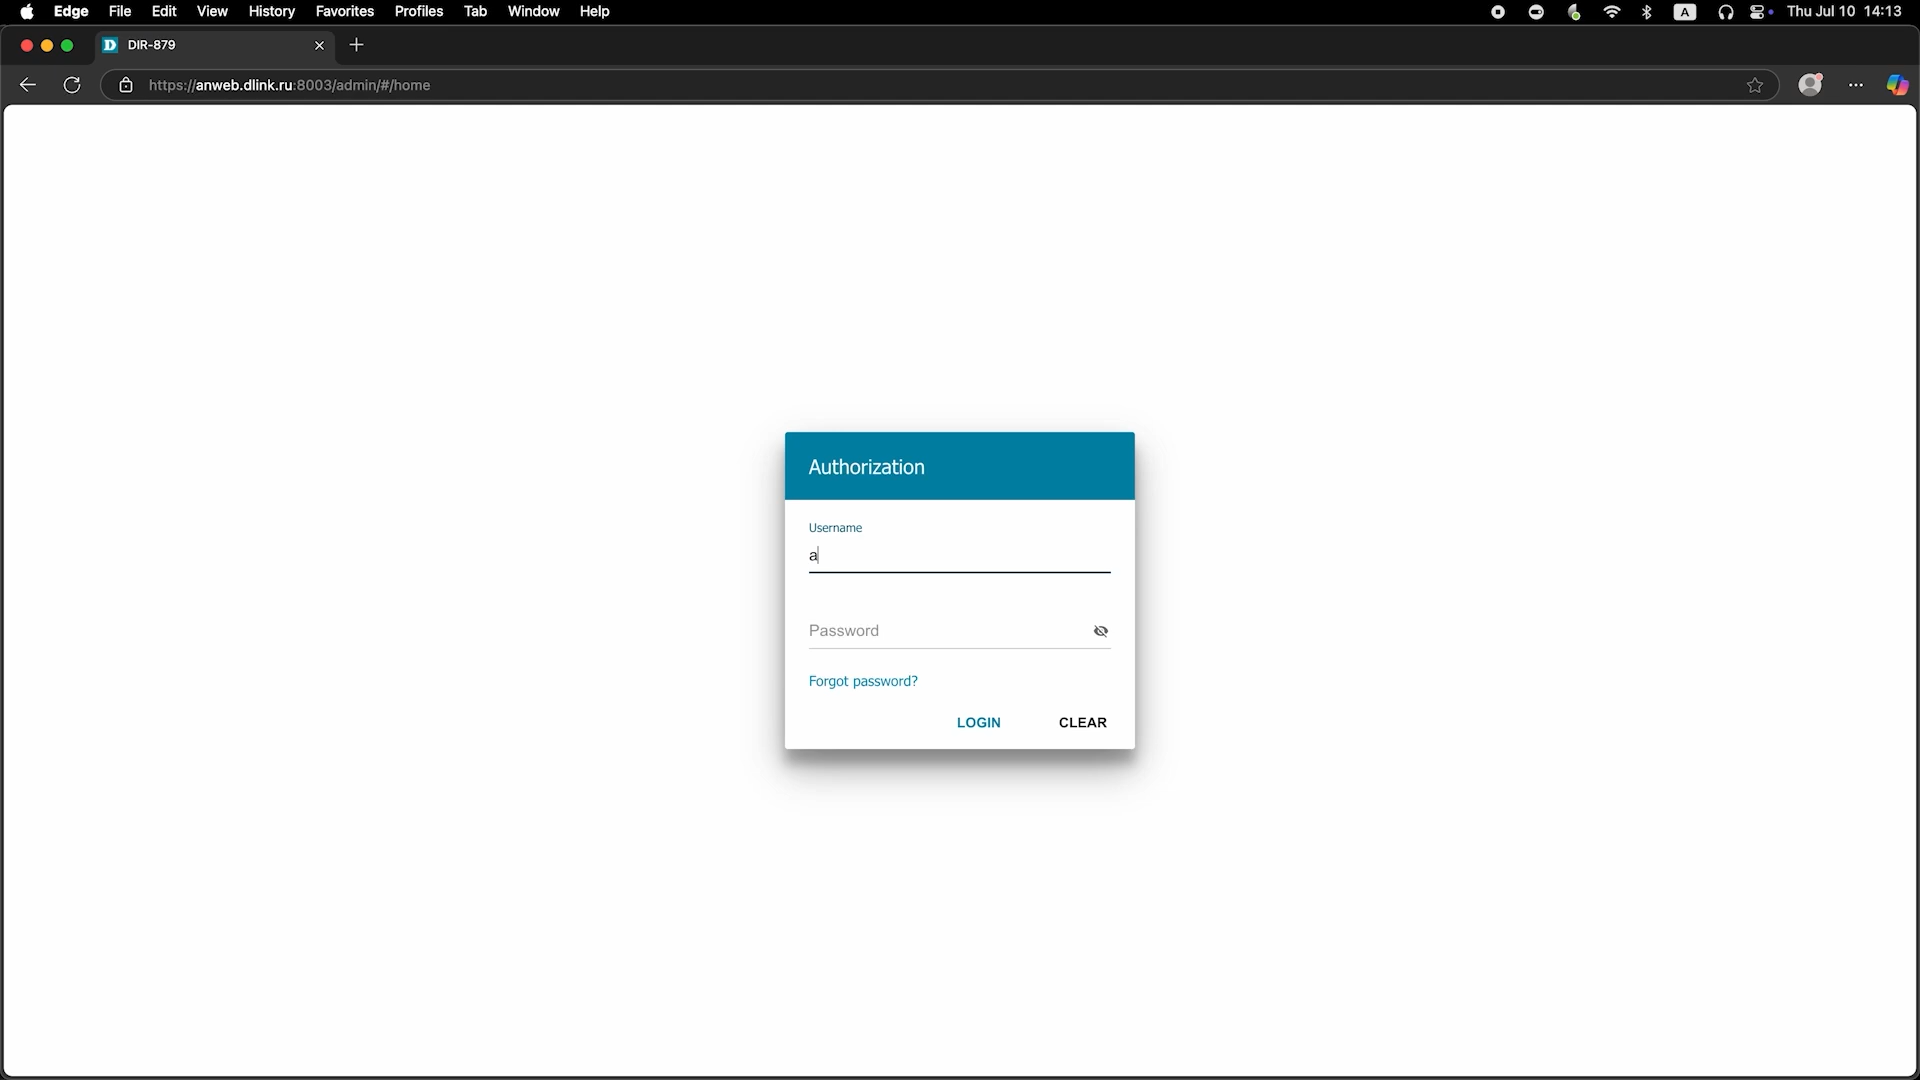 Edge File Edit View History Favorites Profiles Tab Window Help A Thu Jul 10 14:13
D DIR-879
https://anweb.dlink.ru:8003/admin/#/home
Authorization
Username
a
Password
Forgot password?
LOGIN CLEAR